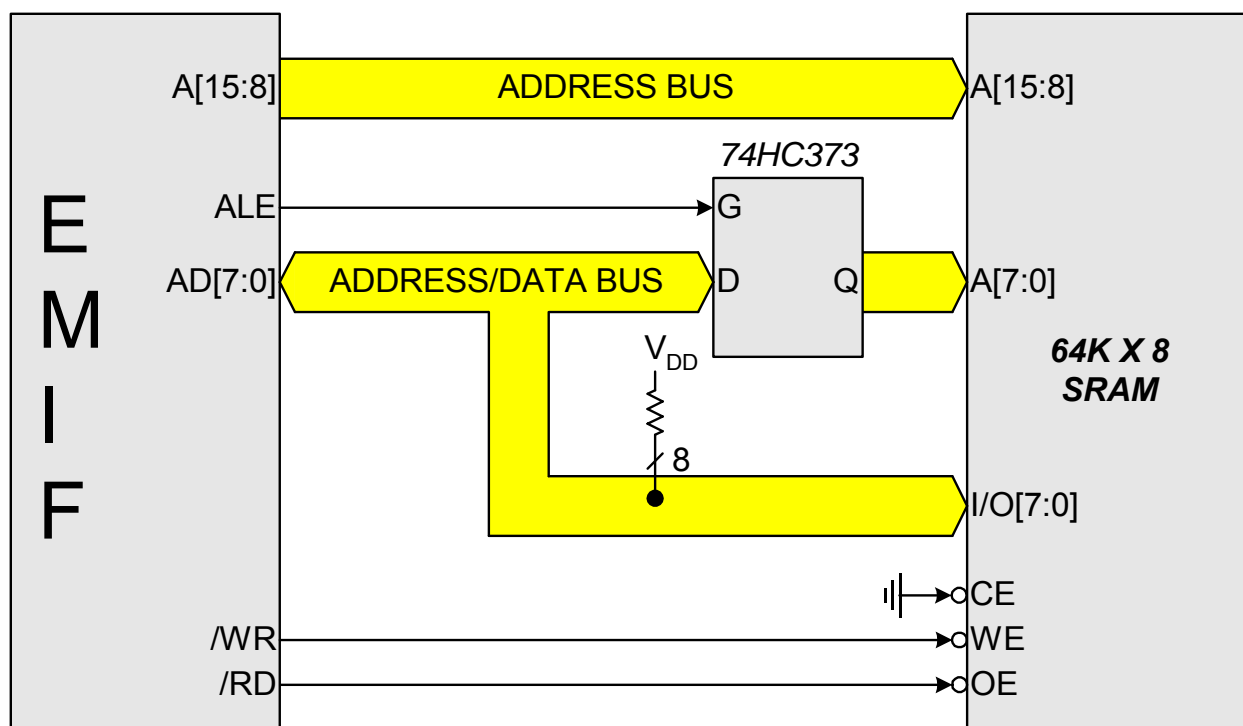 A[15:8]
ADDRESS BUS
A[15:8]
74HC373
ALE
G
E
M
I
F
AD[7:0]
ADDRESS/DATA BUS
D
Q
A[7:0]
VDD
64K X 8
SRAM
8
I/O[7:0]
CE
/WR
WE
/RD
OE